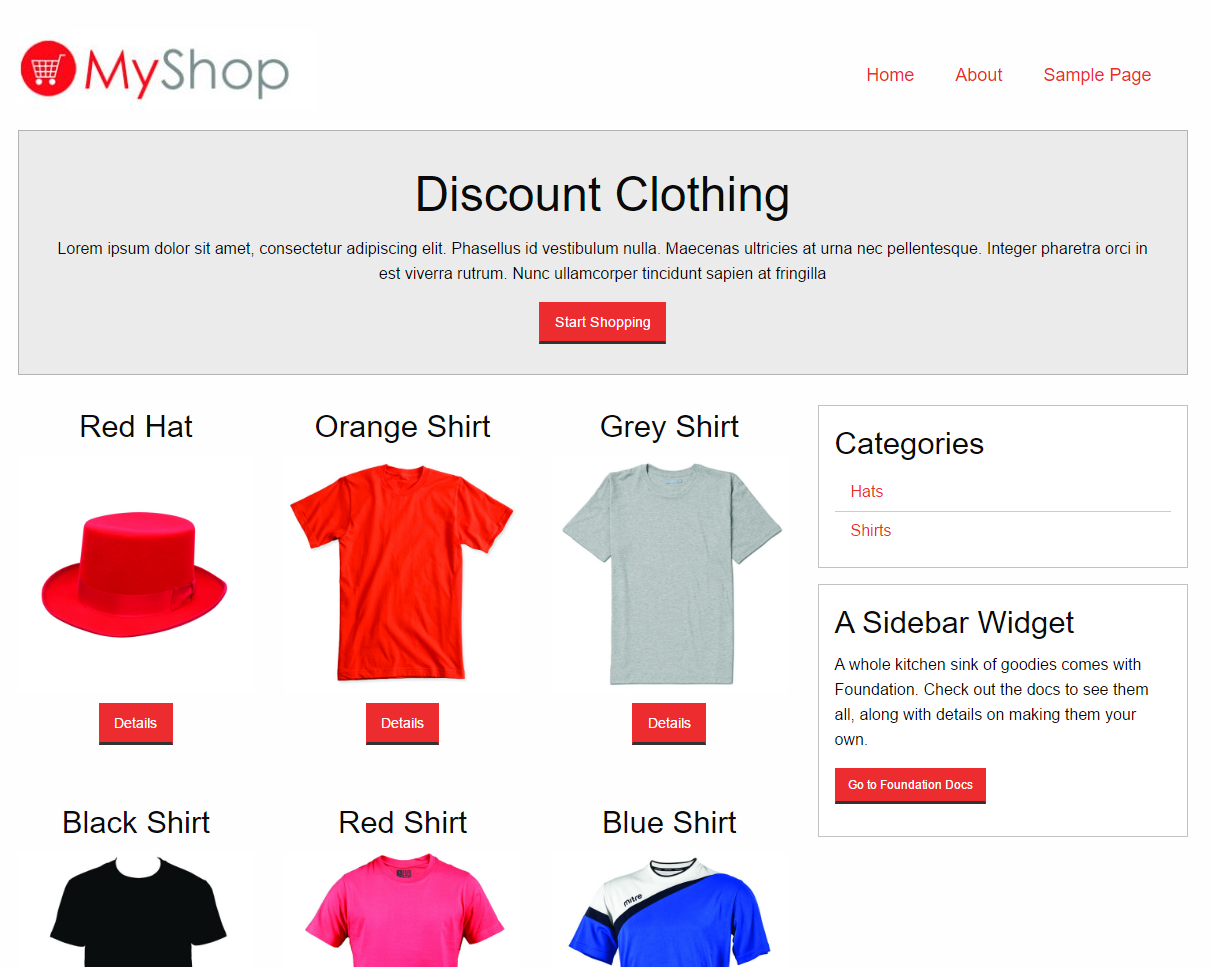 MyShop
Home About Sample Page
Discount Clothing
Lorem ipsum dolor sit amet, consectetur adipiscing elit. Phasellus id vestibulum nulla. Maecenas ultricies at urna nec pellentesque. Integer pharetra orci in
est viverra rutrum. Nunc ullamcorper tincidunt sapien at fringilla
Start Shopping
Red Hat
Orange Shirt
Grey Shirt
Details
Details
Details
Black Shirt
Red Shirt
Blue Shirt
mitre
Categories
Hats
Shirts
A Sidebar Widget
A whole kitchen sink of goodies comes with
Foundation. Check out the docs to see them
all, along with details on making them your
own.
Go to Foundation Docs